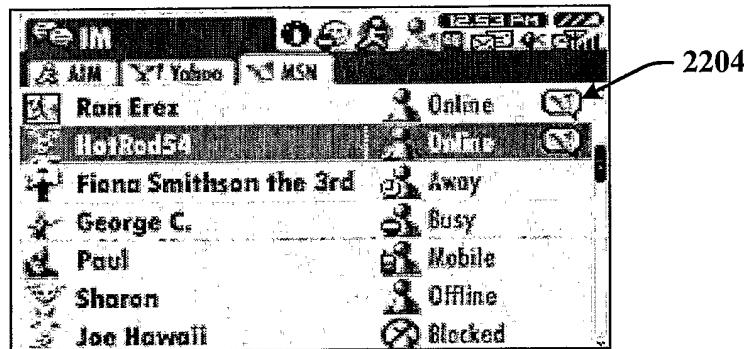 IM 12:53 PM
AIM Yahoo MSN
2204
Ron Erez Online
HotRod54 Online
Fiona Smithson the 3rd Away
George C. Busy
Paul Mobile
Sharon Offline
Joe Hawaii Blocked